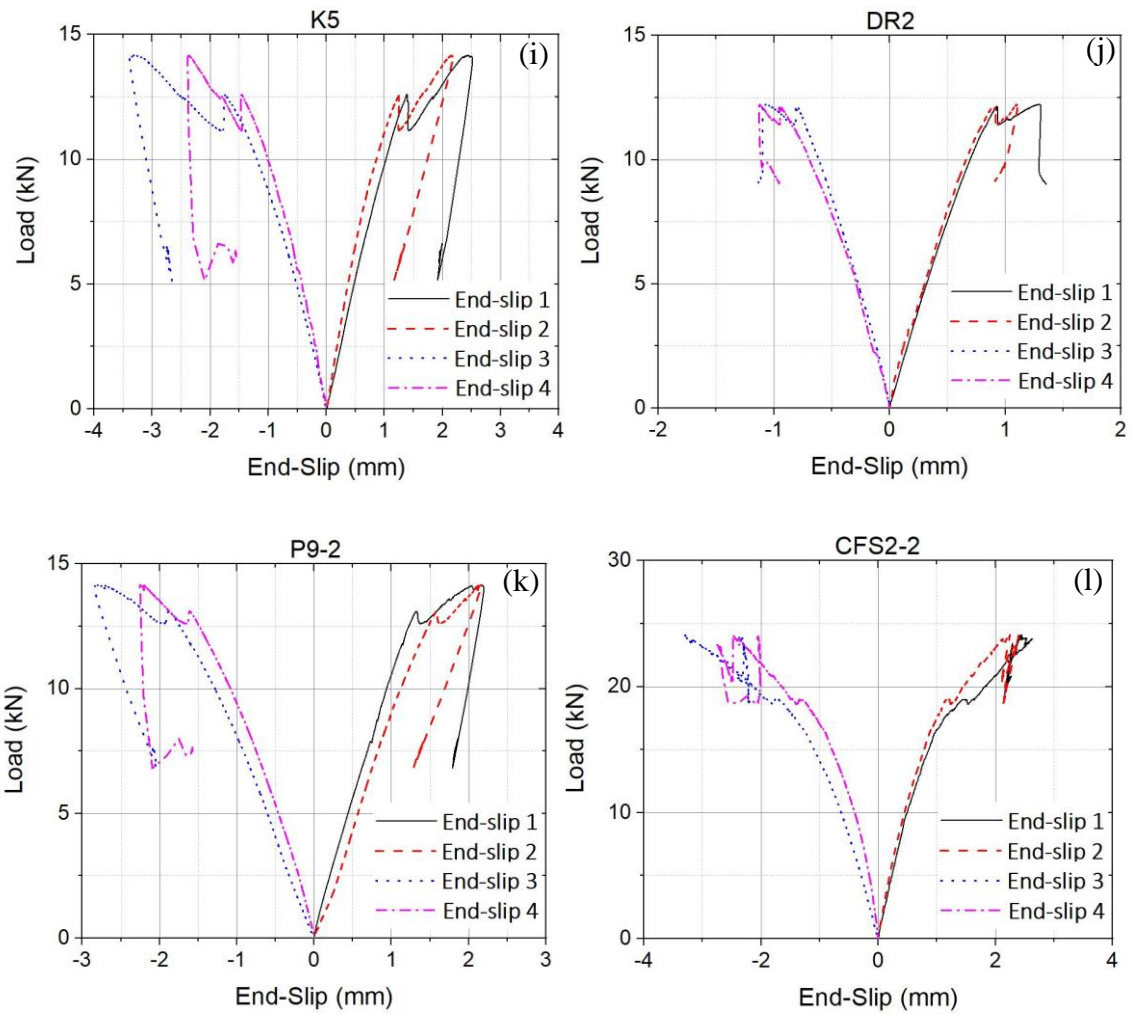 K5
(i)
15
10
5
0
Load (kN)
End-slip 1
End-slip 2
End-slip 3
End-slip 4
-4 -3 -2 -1 0 1 2 3 4
End-Slip (mm)
DR2
(j)
15
10
5
0
Load (kN)
End-slip 1
End-slip 2
End-slip 3
End-slip 4
-2 -1 0 1 2
End-Slip (mm)
P9-2
(k)
15
10
5
0
Load (kN)
End-slip 1
End-slip 2
End-slip 3
End-slip 4
-3 -2 -1 0 1 2 3
End-Slip (mm)
CFS2-2
(l)
30
20
10
0
Load (kN)
End-slip 1
End-slip 2
End-slip 3
End-slip 4
-4 -2 0 2 4
End-Slip (mm)